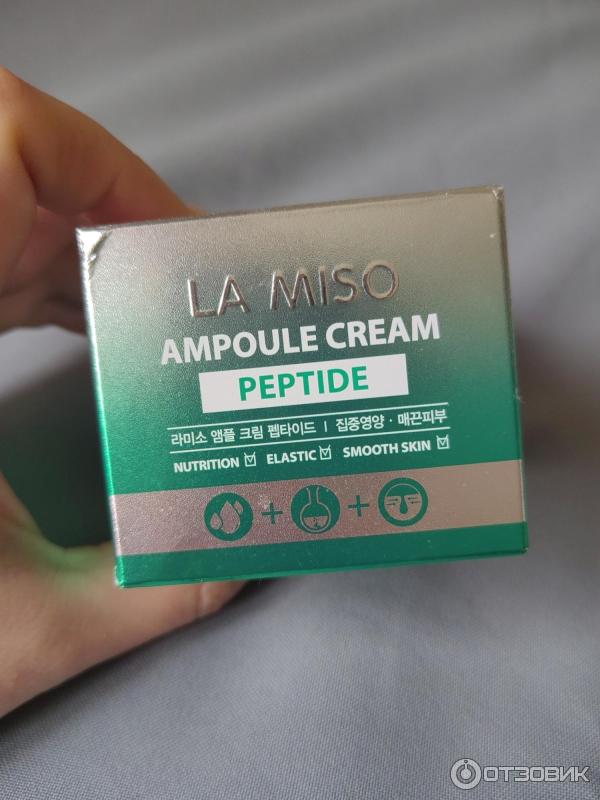 LA MISO
AMPOULE CREAM
PEPTIDE
라미소 앰플 크림 펩타이드 | 집중영양 · 매끈피부
NUTRITION ☑ ELASTIC ☑ SMOOTH SKIN ☑
ОТЗОВИК